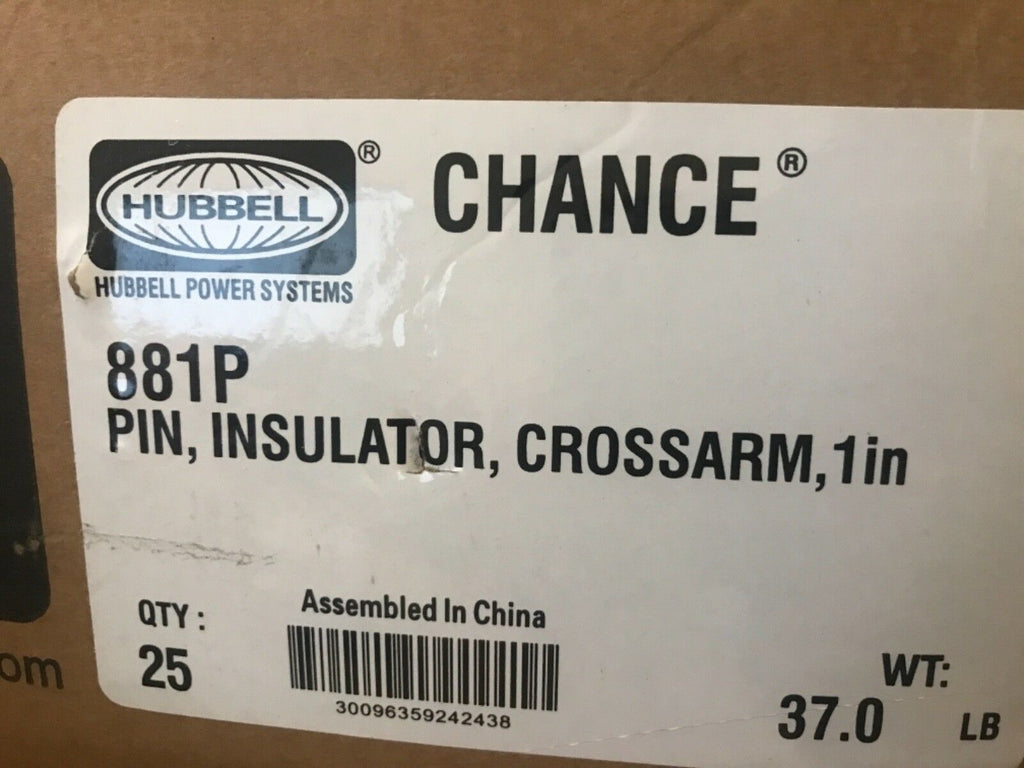 HUBBELL ®
HUBBELL POWER SYSTEMS
CHANCE ®
881P
PIN, INSULATOR, CROSSARM, 1in
QTY :
25
Assembled In China
30096359242438
WT:
37.0 LB
om